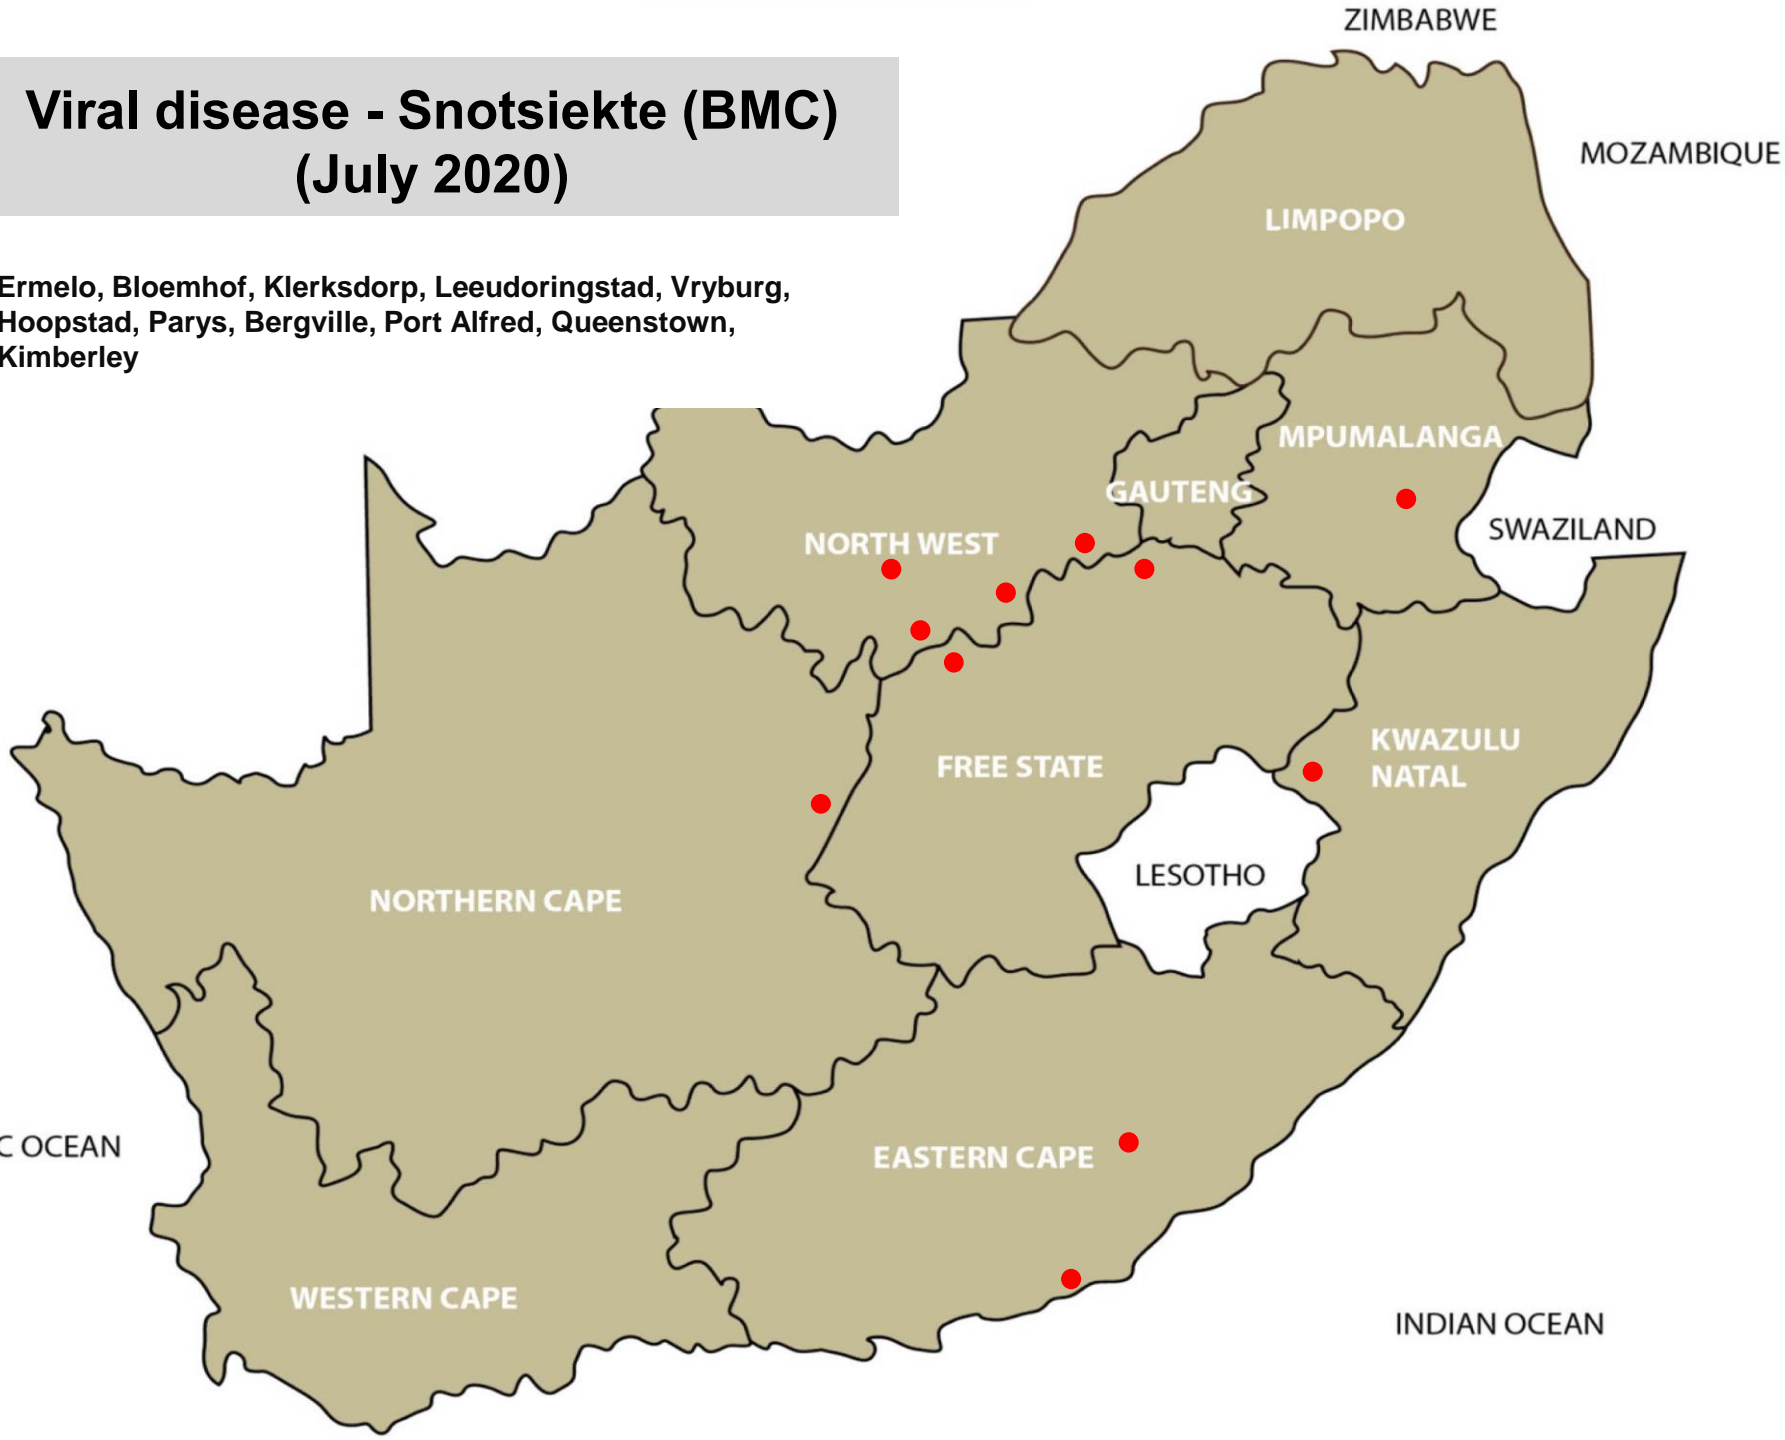 ZIMBABWE
Viral disease - Snotsiekte (BMC)
(July 2020)
MOZAMBIQUE
LIMPOPO
Ermelo, Bloemhof, Klerksdorp, Leeudoringstad, Vryburg,
Hoopstad, Parys, Bergville, Port Alfred, Queenstown,
Kimberley
MPUMALANGA
GAUTENG
SWAZILAND
NORTH WEST
KWAZULU
NATAL
FREE STATE
LESOTHO
NORTHERN CAPE
C OCEAN
EASTERN CAPE
WESTERN CAPE
INDIAN OCEAN